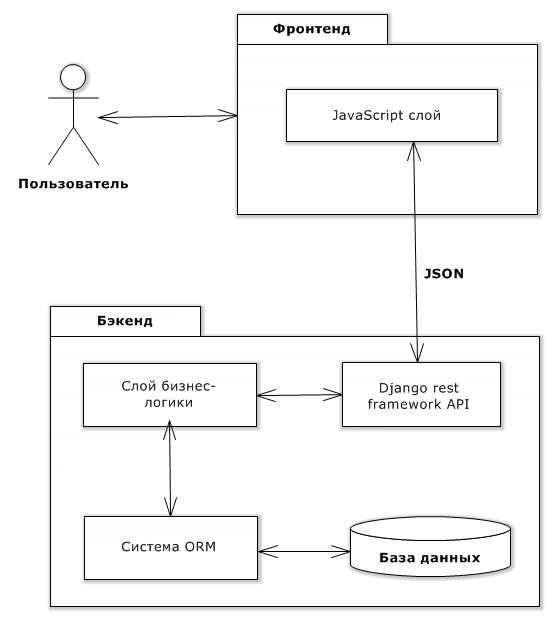 Фронтенд
JavaScript слой
Пользователь
JSON
Бэкенд
Слой бизнес-
логики
Django rest
framework API
Система ORM
База данных